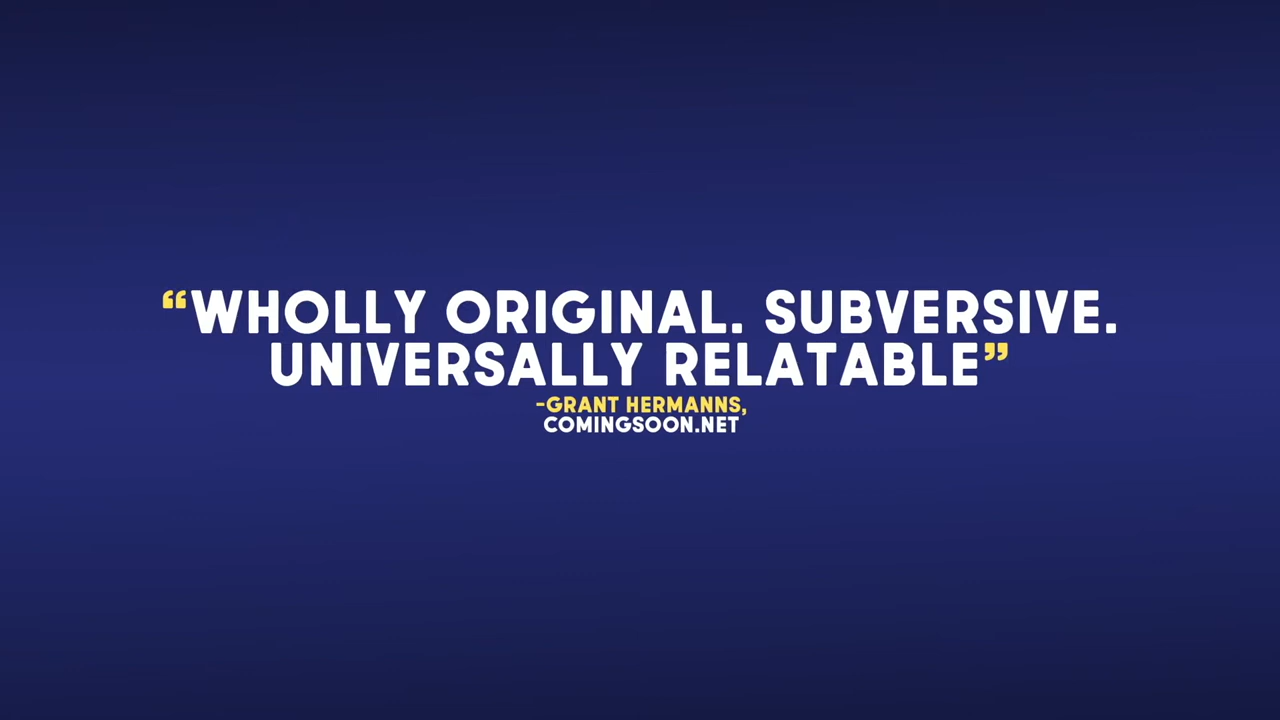 “WHOLLY ORIGINAL. SUBVERSIVE.
UNIVERSALLY RELATABLE”
-GRANT HERMANNS,
COMINGSOON.NET